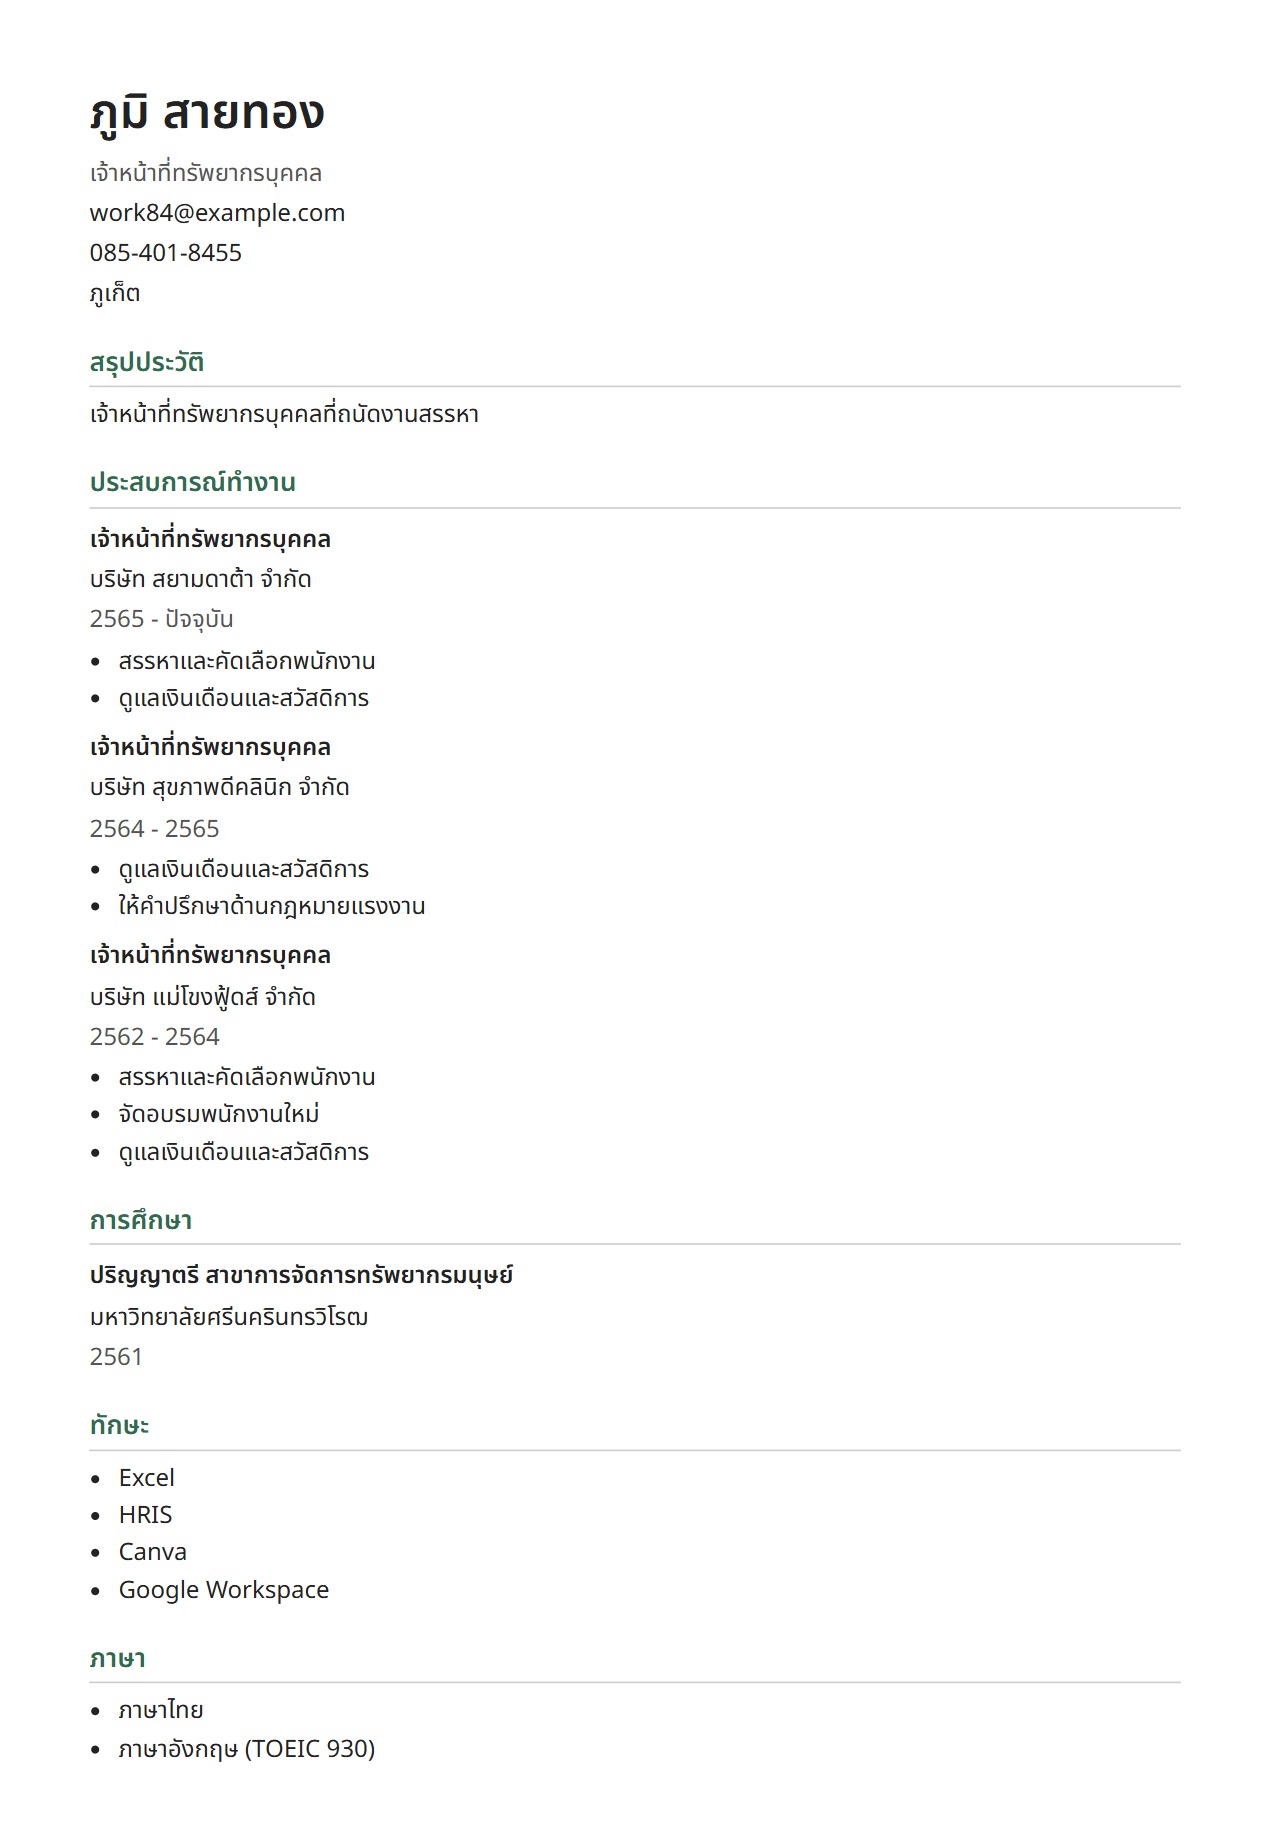 ภูมิ สายทอง
เจ้าหน้าที่ทรัพยากรบุคคล
work84@example.com
085-401-8455
ภูเก็ต
สรุปประวัติ
เจ้าหน้าที่ทรัพยากรบุคคลที่ถนัดงานสรรหา
ประสบการณ์ทำงาน
เจ้าหน้าที่ทรัพยากรบุคคล
บริษัท สยามดาต้า จำกัด
2565 - ปัจจุบัน
• สรรหาและคัดเลือกพนักงาน
• ดูแลเงินเดือนและสวัสดิการ
เจ้าหน้าที่ทรัพยากรบุคคล
บริษัท สุขภาพดีคลินิก จำกัด
2564 - 2565
• ดูแลเงินเดือนและสวัสดิการ
• ให้คำปรึกษาด้านกฎหมายแรงงาน
เจ้าหน้าที่ทรัพยากรบุคคล
บริษัท แม่โขงฟู้ดส์ จำกัด
2562 - 2564
• สรรหาและคัดเลือกพนักงาน
• จัดอบรมพนักงานใหม่
• ดูแลเงินเดือนและสวัสดิการ
การศึกษา
ปริญญาตรี สาขาการจัดการทรัพยากรมนุษย์
มหาวิทยาลัยศรีนครินทรวิโรฒ
2561
ทักษะ
• Excel
• HRIS
• Canva
• Google Workspace
ภาษา
• ภาษาไทย
• ภาษาอังกฤษ (TOEIC 930)